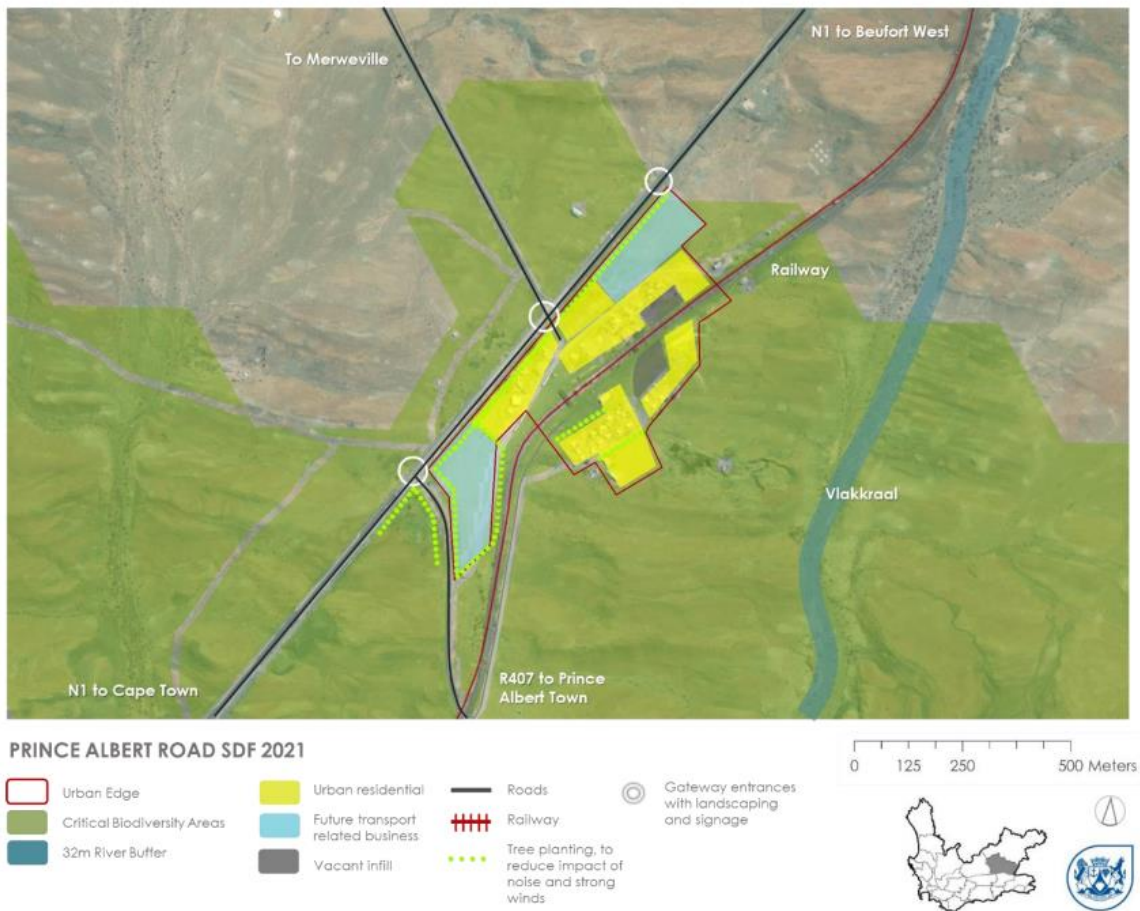 N1 to Beufort West
To Merweville
Railway
Vlakkraal
N1 to Cape Town
R407 to Prince
Albert Town
PRINCE ALBERT ROAD SDF 2021
Urban Edge
Critical Biodiversity Areas
32m River Buffer
Urban residential
Future transport
related business
Vacant infill
Roads
Railway
Tree planting, to
reduce impact of
noise and strong
winds
Gateway entrances
with landscaping
and signage
0 125 250 500 Meters